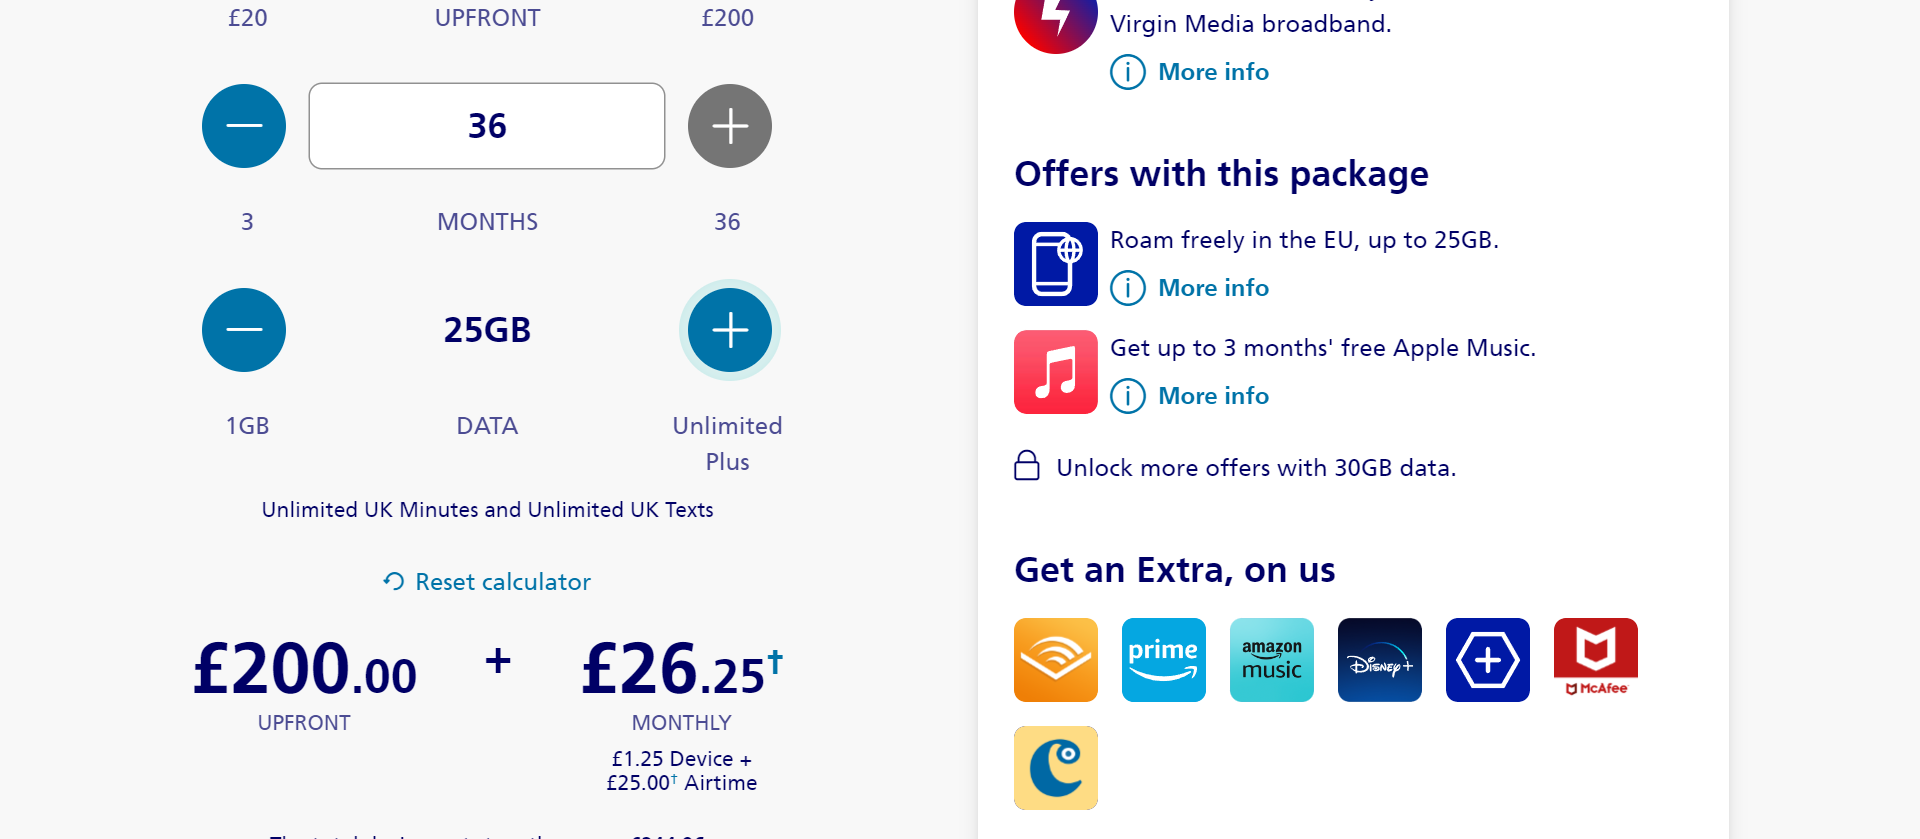 £20 UPFRONT £200
36
3 MONTHS 36
25GB
1GB DATA Unlimited
Plus
Unlimited UK Minutes and Unlimited UK Texts
Reset calculator
£200.00 + £26.25†
UPFRONT MONTHLY
£1.25 Device +
£25.00† Airtime
Virgin Media broadband.
More info
Offers with this package
Roam freely in the EU, up to 25GB.
More info
Get up to 3 months' free Apple Music.
More info
Unlock more offers with 30GB data.
Get an Extra, on us
prime
amazon
music
Disney+
McAfee